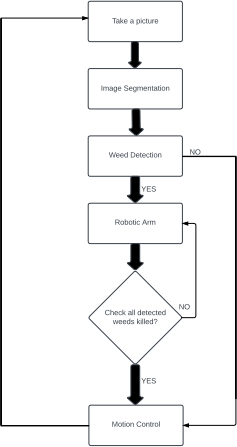 Take a picture
Image Segmentation
Weed Detection
NO
YES
Robotic Arm
Check all detected
weeds killed?
NO
YES
Motion Control